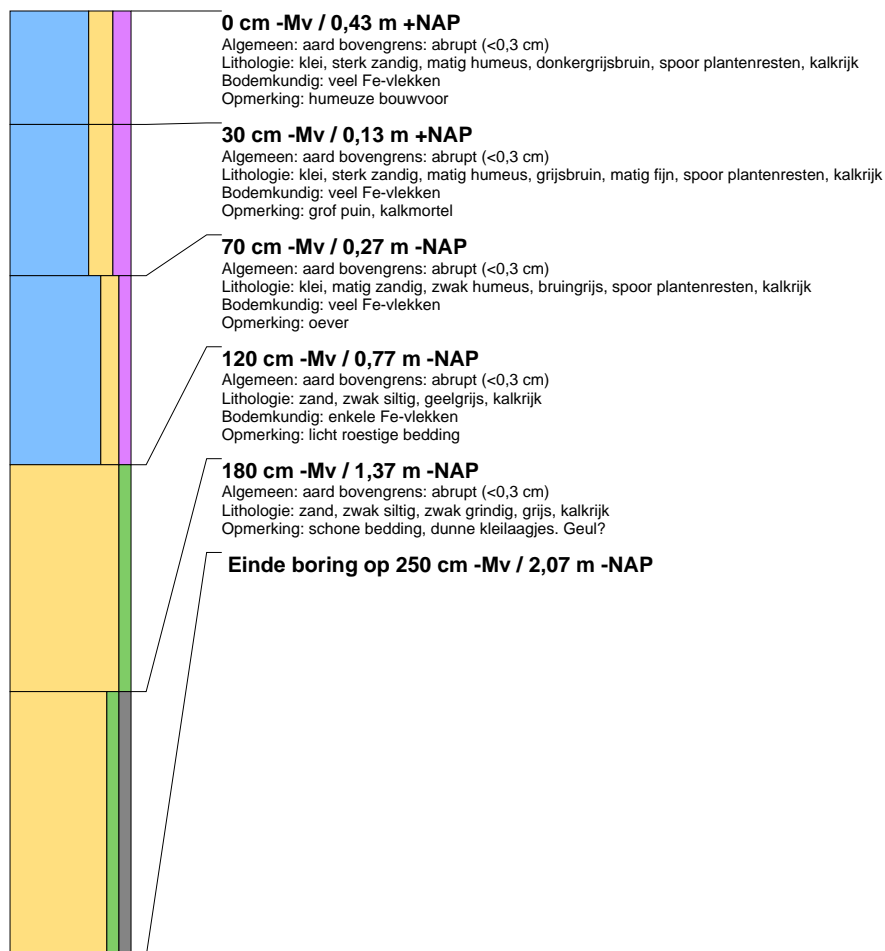 0 cm -Mv / 0,43 m +NAP
Algemeen: aard bovengrens: abrupt (<0,3 cm)
Lithologie: klei, sterk zandig, matig humeus, donkergrijsbruin, spoor plantenresten, kalkrijk
Bodemkundig: veel Fe-vlekken
Opmerking: humeuze bouwvoor
30 cm -Mv / 0,13 m +NAP
Algemeen: aard bovengrens: abrupt (<0,3 cm)
Lithologie: klei, sterk zandig, matig humeus, grijsbruin, matig fijn, spoor plantenresten, kalkrijk
Bodemkundig: veel Fe-vlekken
Opmerking: grof puin, kalkmortel
70 cm -Mv / 0,27 m -NAP
Algemeen: aard bovengrens: abrupt (<0,3 cm)
Lithologie: klei, matig zandig, zwak humeus, bruingrijs, spoor plantenresten, kalkrijk
Bodemkundig: veel Fe-vlekken
Opmerking: oever
120 cm -Mv / 0,77 m -NAP
Algemeen: aard bovengrens: abrupt (<0,3 cm)
Lithologie: zand, zwak siltig, geelgrijs, kalkrijk
Bodemkundig: enkele Fe-vlekken
Opmerking: licht roestige bedding
180 cm -Mv / 1,37 m -NAP
Algemeen: aard bovengrens: abrupt (<0,3 cm)
Lithologie: zand, zwak siltig, zwak grindig, grijs, kalkrijk
Opmerking: schone bedding, dunne kleilaagjes. Geul?
Einde boring op 250 cm -Mv / 2,07 m -NAP